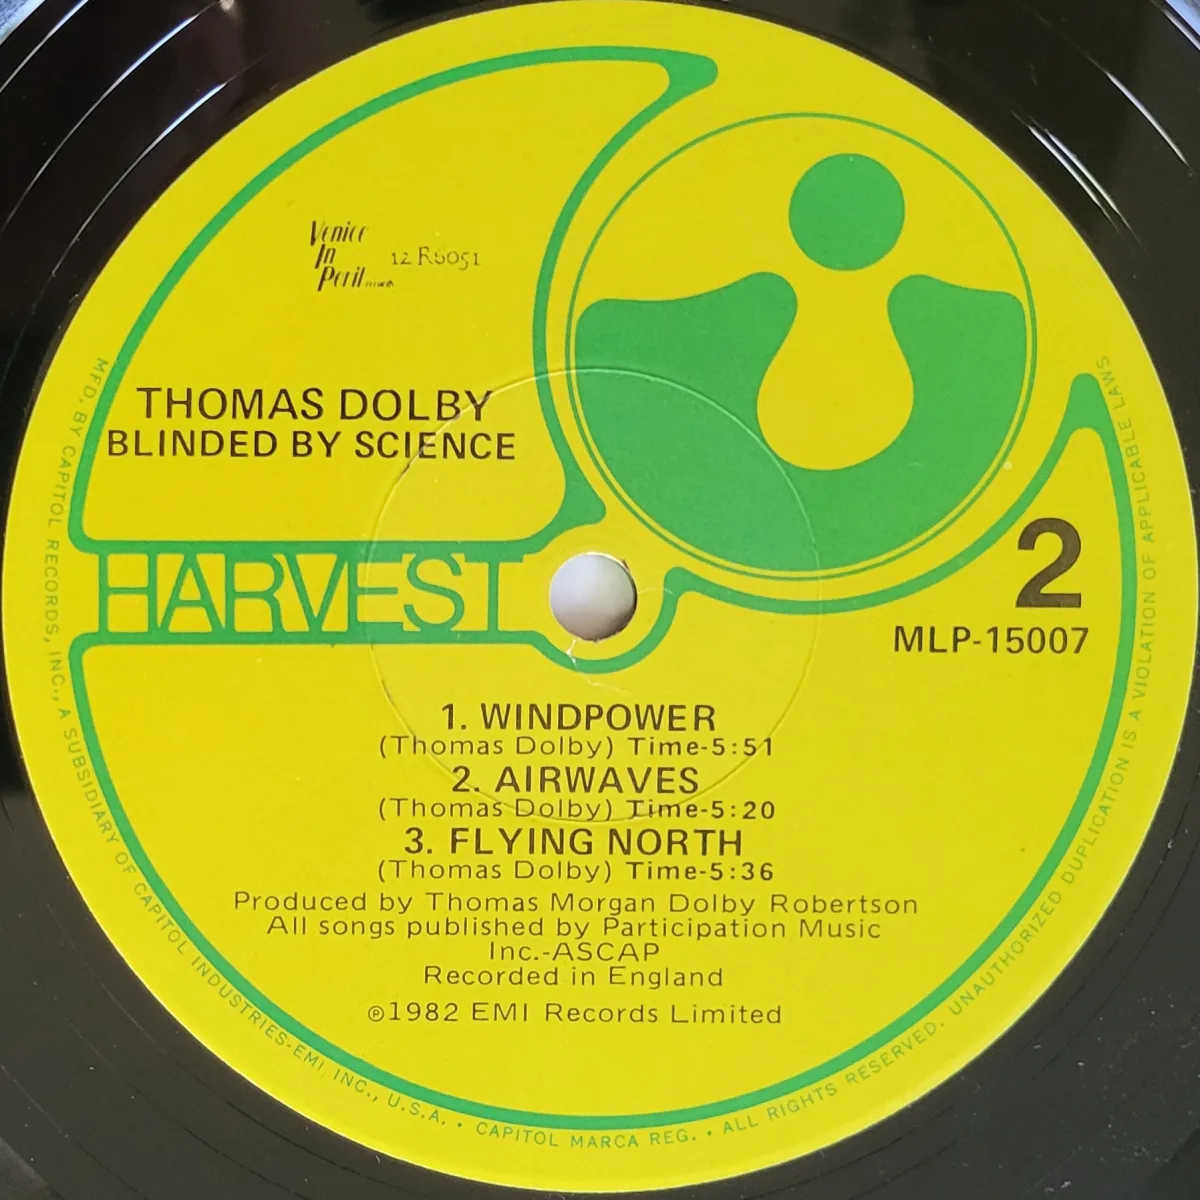 Venice
In
Peril
12 R6051
THOMAS DOLBY
BLINDED BY SCIENCE
HARVEST
2
MLP-15007
1. WINDPOWER
(Thomas Dolby) Time-5:51
2. AIRWAVES
(Thomas Dolby) Time-5:20
3. FLYING NORTH
(Thomas Dolby) Time-5:36
Produced by Thomas Morgan Dolby Robertson
All songs published by Participation Music
Inc.-ASCAP
Recorded in England
℗1982 EMI Records Limited
MFD. BY CAPITOL RECORDS, INC., A SUBSIDIARY OF CAPITOL INDUSTRIES-EMI, INC., U.S.A. • CAPITOL MARCA REG. • ALL RIGHTS RESERVED. UNAUTHORIZED DUPLICATION IS A VIOLATION OF APPLICABLE LAWS